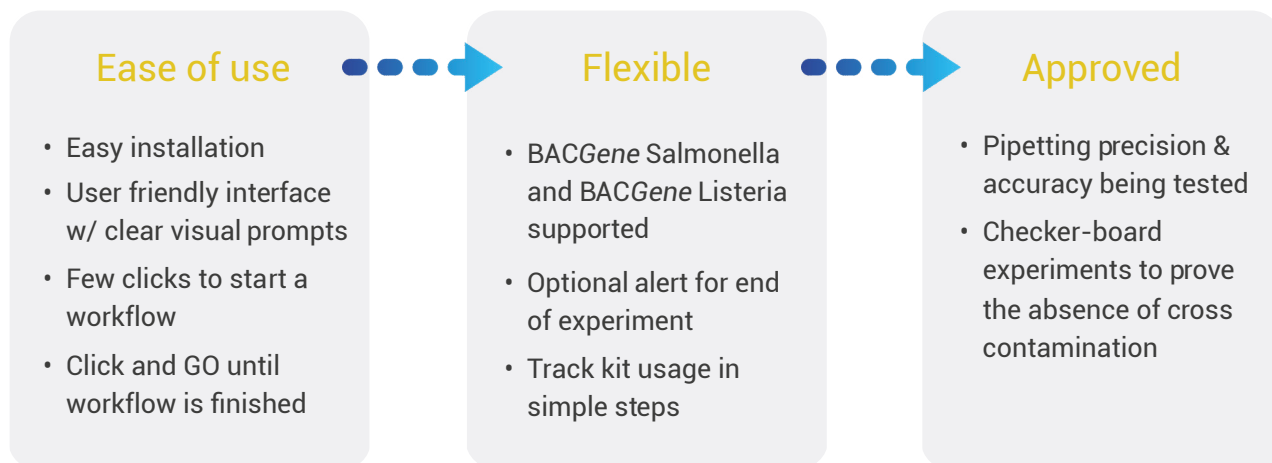 Ease of use
• Easy installation
• User friendly interface
w/ clear visual prompts
• Few clicks to start a
workflow
• Click and GO until
workflow is finished
Flexible
• BACGene Salmonella
and BACGene Listeria
supported
• Optional alert for end
of experiment
• Track kit usage in
simple steps
Approved
• Pipetting precision &
accuracy being tested
• Checker-board
experiments to prove
the absence of cross
contamination